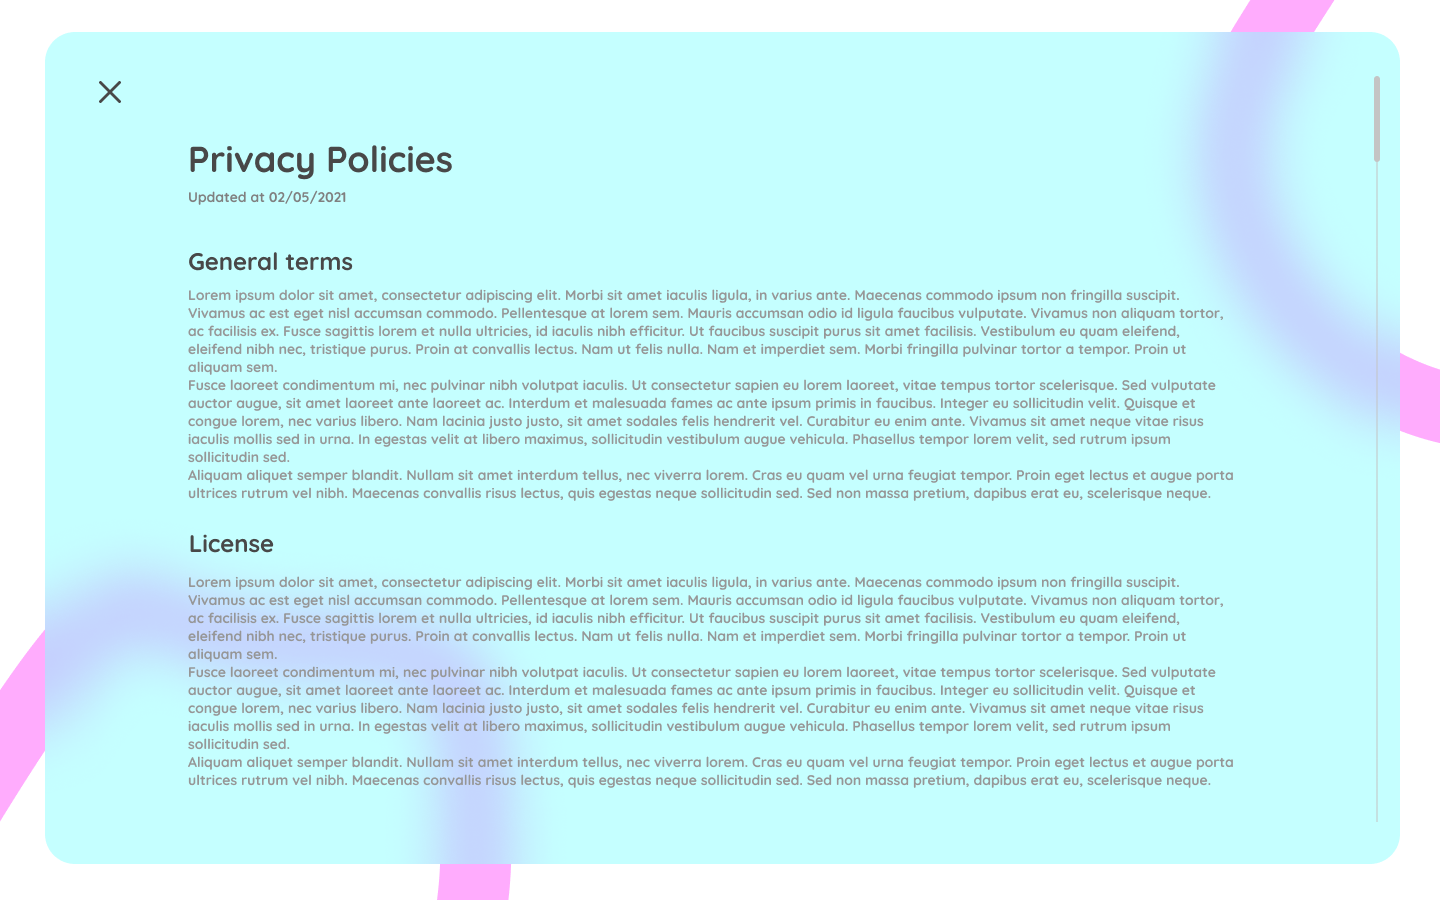 Privacy Policies
Updated at 02/05/2021
General terms
Lorem ipsum dolor sit amet, consectetur adipiscing elit. Morbi sit amet iaculis ligula, in varius ante. Maecenas commodo ipsum non fringilla suscipit.
Vivamus ac est eget nisl accumsan commodo. Pellentesque at lorem sem. Mauris accumsan odio id ligula faucibus vulputate. Vivamus non aliquam tortor,
ac facilisis ex. Fusce sagittis lorem et nulla ultricies, id iaculis nibh efficitur. Ut faucibus suscipit purus sit amet facilisis. Vestibulum eu quam eleifend,
eleifend nibh nec, tristique purus. Proin at convallis lectus. Nam ut felis nulla. Nam et imperdiet sem. Morbi fringilla pulvinar tortor a tempor. Proin ut
aliquam sem.
Fusce laoreet condimentum mi, nec pulvinar nibh volutpat iaculis. Ut consectetur sapien eu lorem laoreet, vitae tempus tortor scelerisque. Sed vulputate
auctor augue, sit amet laoreet ante laoreet ac. Interdum et malesuada fames ac ante ipsum primis in faucibus. Integer eu sollicitudin velit. Quisque et
congue lorem, nec varius libero. Nam lacinia justo justo, sit amet sodales felis hendrerit vel. Curabitur eu enim ante. Vivamus sit amet neque vitae risus
iaculis mollis sed in urna. In egestas velit at libero maximus, sollicitudin vestibulum augue vehicula. Phasellus tempor lorem velit, sed rutrum ipsum
sollicitudin sed.
Aliquam aliquet semper blandit. Nullam sit amet interdum tellus, nec viverra lorem. Cras eu quam vel urna feugiat tempor. Proin eget lectus et augue porta
ultrices rutrum vel nibh. Maecenas convallis risus lectus, quis egestas neque sollicitudin sed. Sed non massa pretium, dapibus erat eu, scelerisque neque.
License
Lorem ipsum dolor sit amet, consectetur adipiscing elit. Morbi sit amet iaculis ligula, in varius ante. Maecenas commodo ipsum non fringilla suscipit.
Vivamus ac est eget nisl accumsan commodo. Pellentesque at lorem sem. Mauris accumsan odio id ligula faucibus vulputate. Vivamus non aliquam tortor,
ac facilisis ex. Fusce sagittis lorem et nulla ultricies, id iaculis nibh efficitur. Ut faucibus suscipit purus sit amet facilisis. Vestibulum eu quam eleifend,
eleifend nibh nec, tristique purus. Proin at convallis lectus. Nam ut felis nulla. Nam et imperdiet sem. Morbi fringilla pulvinar tortor a tempor. Proin ut
aliquam sem.
Fusce laoreet condimentum mi, nec pulvinar nibh volutpat iaculis. Ut consectetur sapien eu lorem laoreet, vitae tempus tortor scelerisque. Sed vulputate
auctor augue, sit amet laoreet ante laoreet ac. Interdum et malesuada fames ac ante ipsum primis in faucibus. Integer eu sollicitudin velit. Quisque et
congue lorem, nec varius libero. Nam lacinia justo justo, sit amet sodales felis hendrerit vel. Curabitur eu enim ante. Vivamus sit amet neque vitae risus
iaculis mollis sed in urna. In egestas velit at libero maximus, sollicitudin vestibulum augue vehicula. Phasellus tempor lorem velit, sed rutrum ipsum
sollicitudin sed.
Aliquam aliquet semper blandit. Nullam sit amet interdum tellus, nec viverra lorem. Cras eu quam vel urna feugiat tempor. Proin eget lectus et augue porta
ultrices rutrum vel nibh. Maecenas convallis risus lectus, quis egestas neque sollicitudin sed. Sed non massa pretium, dapibus erat eu, scelerisque neque.